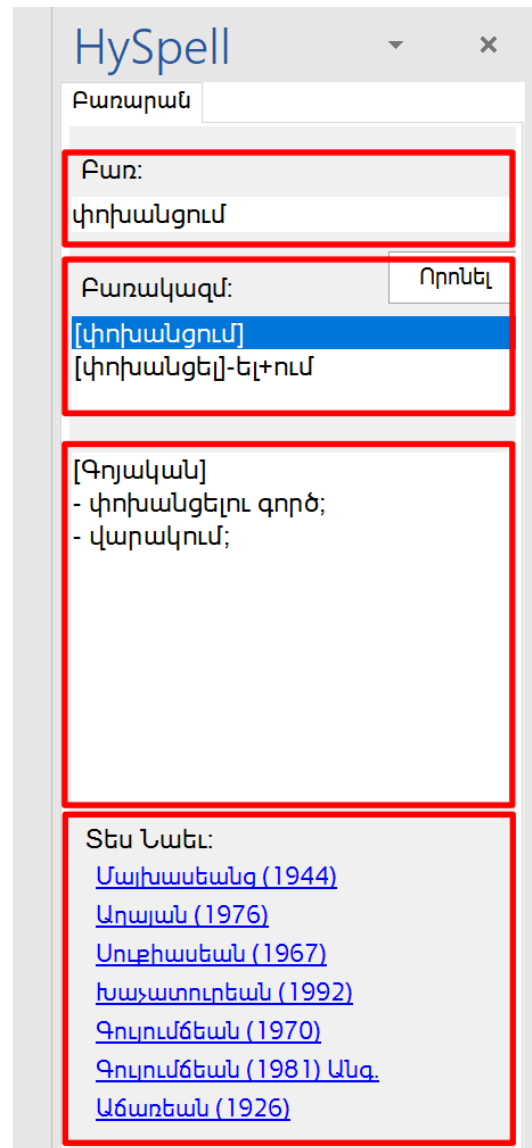 HySpell
Բառարան
Բառ:
փոխանցում
Որոնել
Բառակազմ:
[փոխանցում]
[փոխանցել]-ել+ում
[Գոյական]
- փոխանցելու գործ;
- վարակում;
Տես Նաեւ:
Մալխասեանց (1944)
Աղայան (1976)
Սուքիասեան (1967)
Խաչատուրեան (1992)
Գույումճեան (1970)
Գույումճեան (1981) Անգ.
Աճառեան (1926)